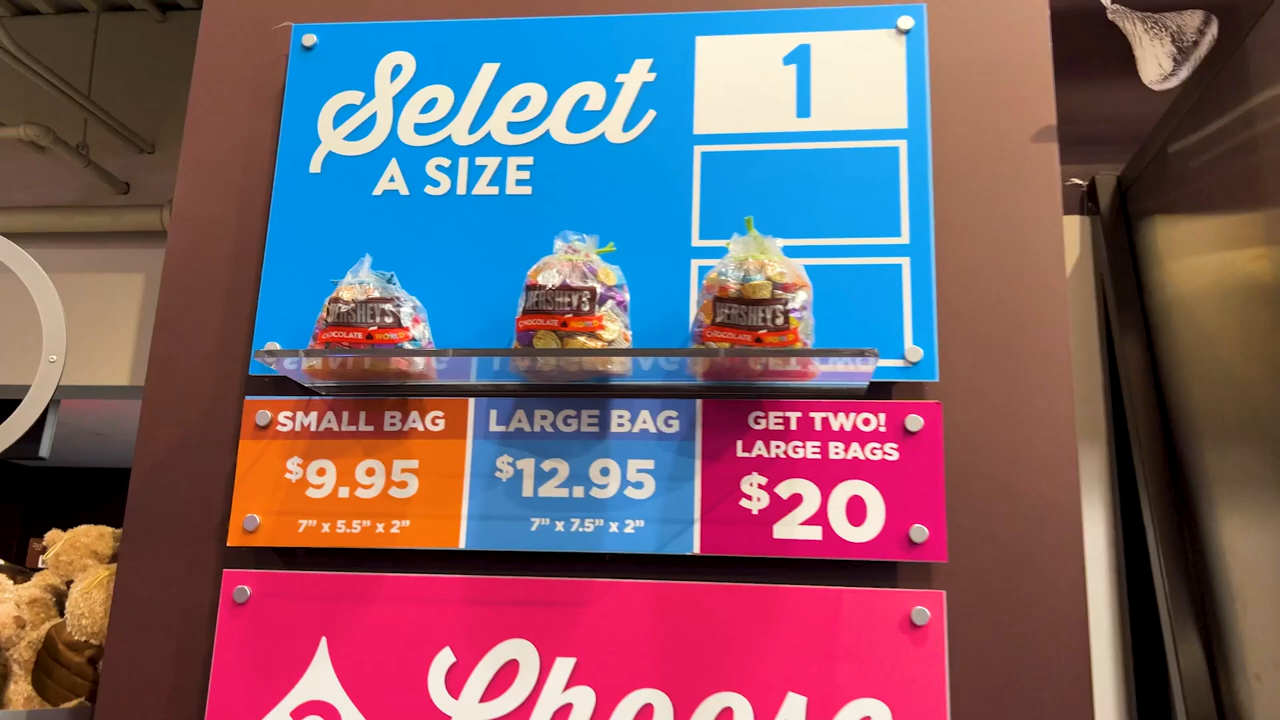 Select
A SIZE
1
HERSHEY'S
CHOCOLATE WORLD
HERSHEY'S
CHOCOLATE WORLD
HERSHEY'S
CHOCOLATE WORLD
SMALL BAG
$9.95
7" x 5.5" x 2"
LARGE BAG
$12.95
7" x 7.5" x 2"
GET TWO!
LARGE BAGS
$20
Choose